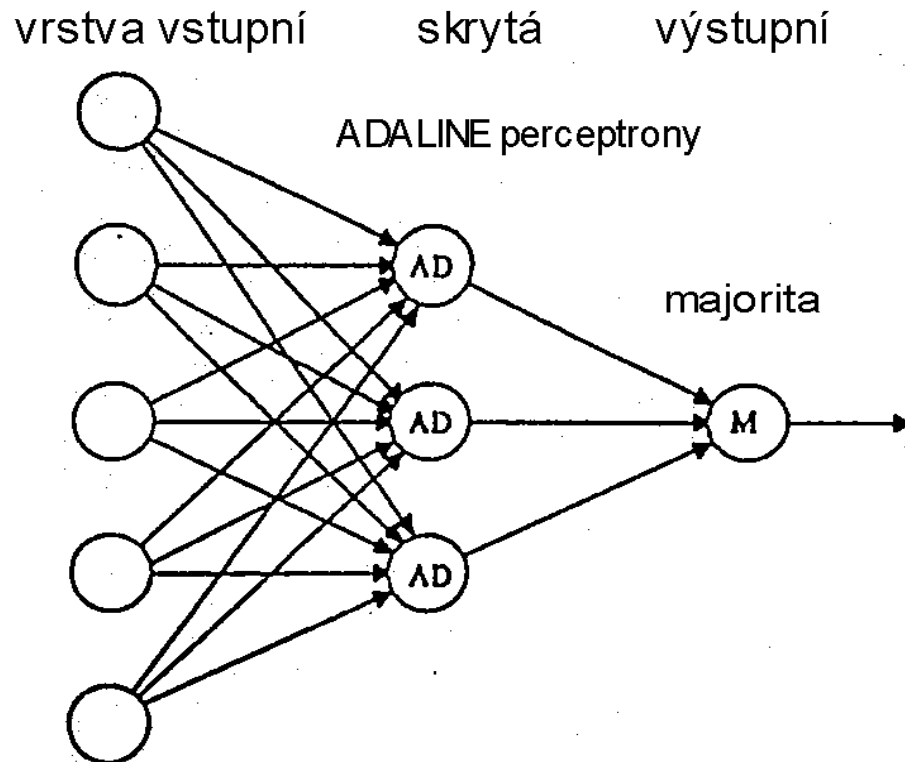 vrstva vstupní skrytá výstupní
ADALINE perceptrony
AD
majorita
AD
M
AD